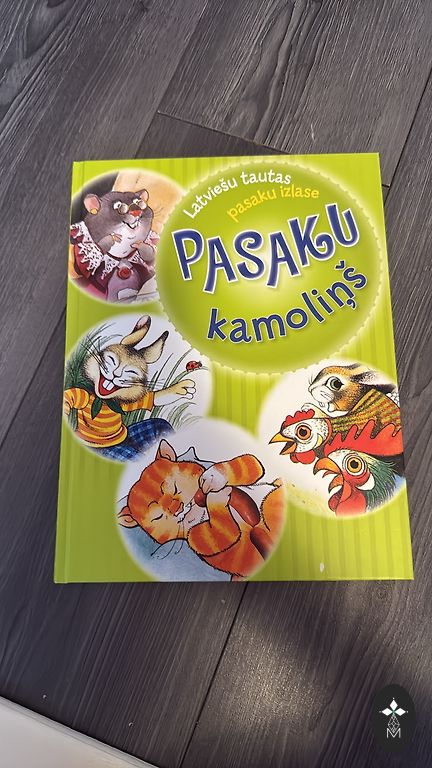 Latviešu tautas
pasaku izlase
PASAKU
kamoliņš
M